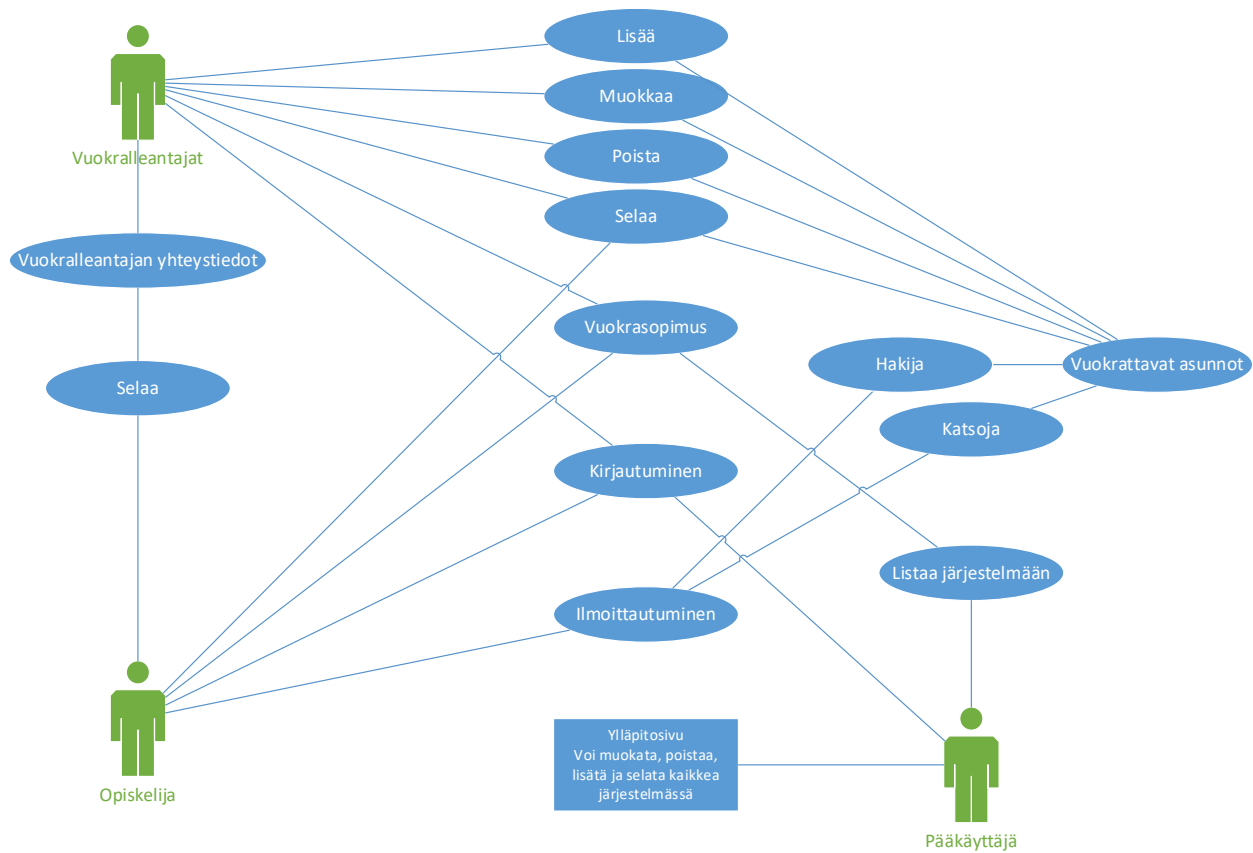 Lisää
Muokkaa
Vuokralleantajat
Poista
Selaa
Vuokralleantajan yhteystiedot
Vuokrasopimus
Hakija
Vuokrattavat asunnot
Selaa
Katsoja
Kirjautuminen
Listaa järjestelmään
Ilmoittautuminen
Ylläpitosivu
Voi muokata, poistaa,
lisätä ja selata kaikkea
järjestelmässä
Opiskelija
Pääkäyttäjä